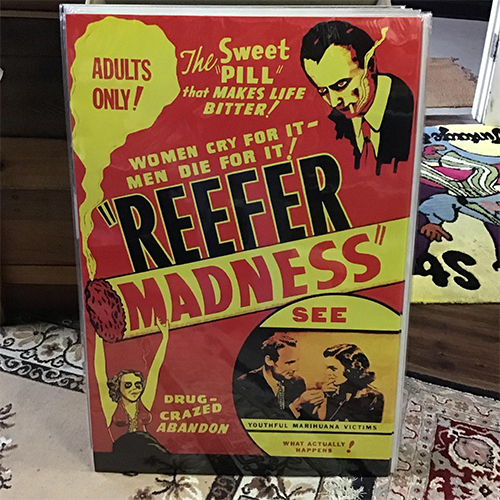 ADULTS
ONLY!
The Sweet
"PILL"
that MAKES LIFE
BITTER!
WOMEN CRY FOR IT—
MEN DIE FOR IT!
"REEFER
MADNESS"
SEE
DRUG-
CRAZED
ABANDON
YOUTHFUL MARIHUANA VICTIMS
WHAT ACTUALLY
HAPPENS!